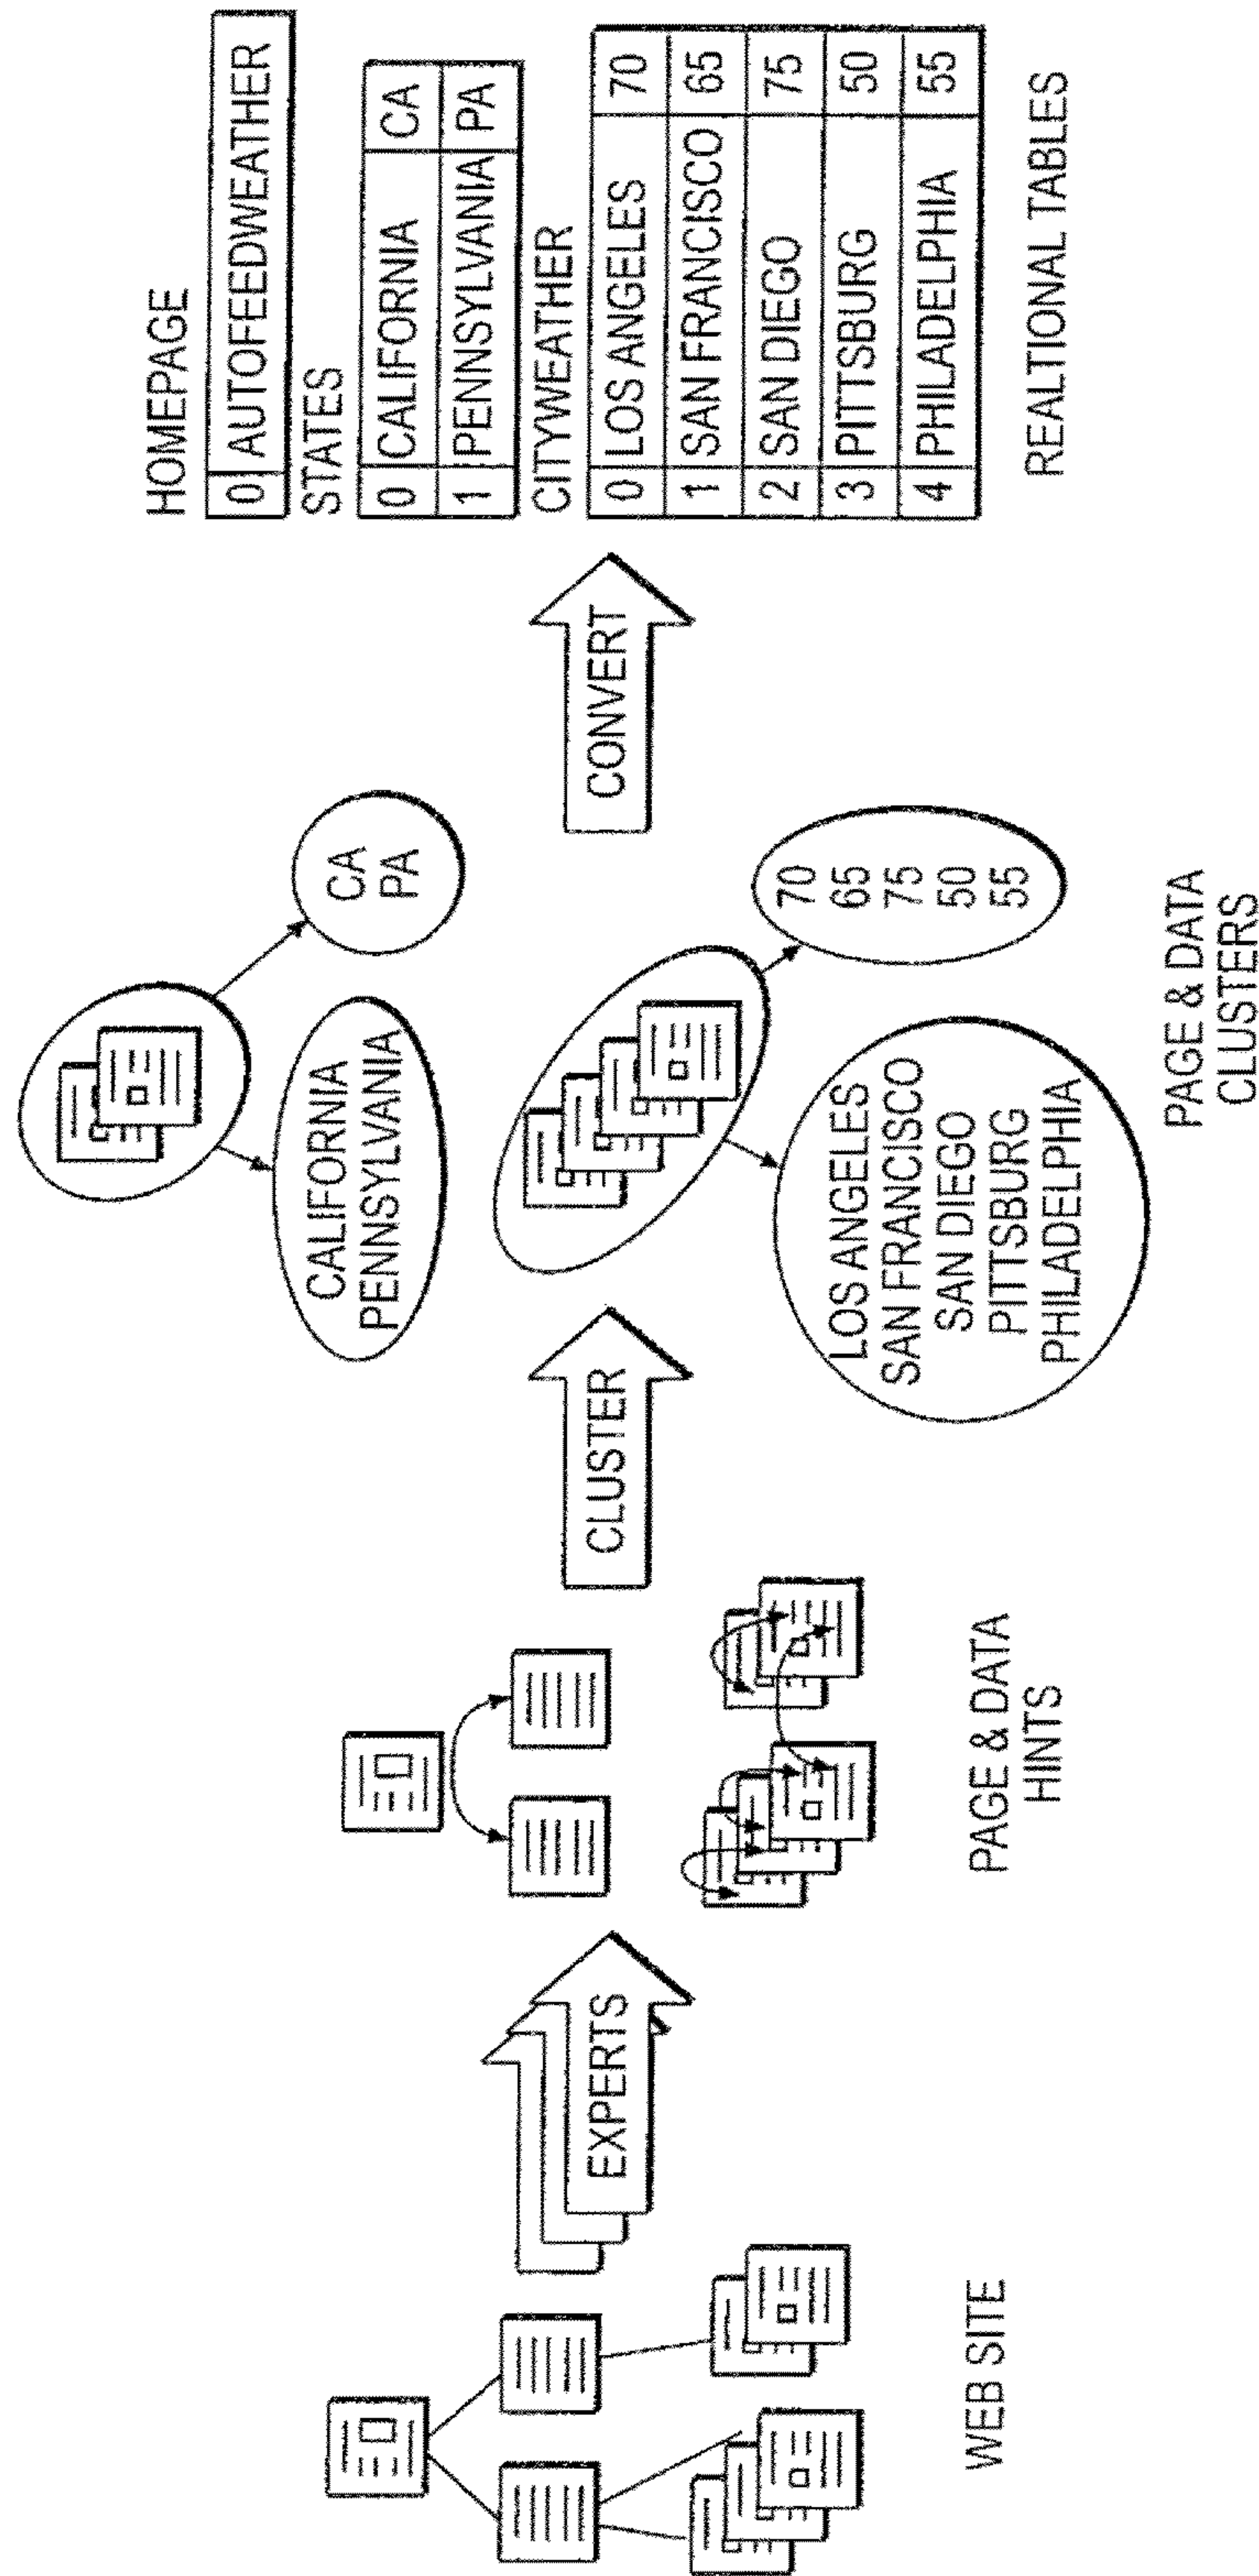 WEB SITE
EXPERTS
PAGE & DATA
HINTS
CLUSTER
CALIFORNIA
PENNSYLVANIA
CA
PA
LOS ANGELES
SAN FRANCISCO
SAN DIEGO
PITTSBURG
PHILADELPHIA
70
65
75
50
55
PAGE & DATA
CLUSTERS
CONVERT
HOMEPAGE
0 AUTOFEEDWEATHER
STATES
0 CALIFORNIA CA
1 PENNSYLVANIA PA
CITYWEATHER
0 LOS ANGELES 70
1 SAN FRANCISCO 65
2 SAN DIEGO 75
3 PITTSBURG 50
4 PHILADELPHIA 55
REALTIONAL TABLES